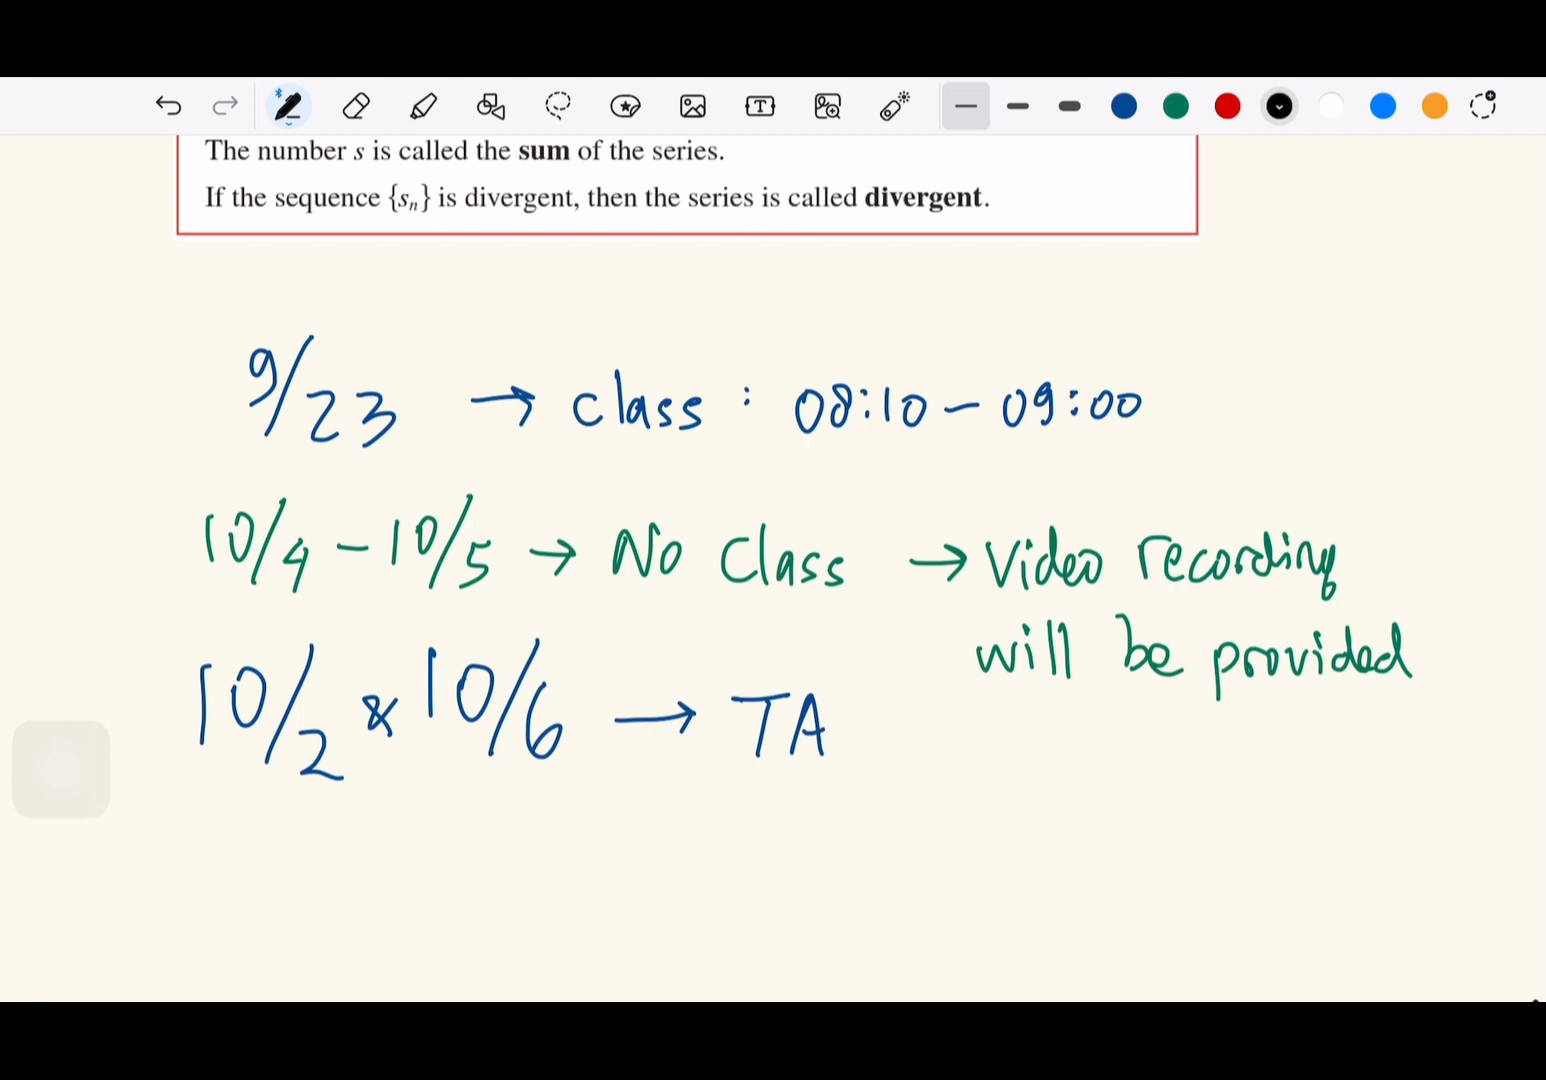 The number s is called the sum of the series.
If the sequence {sₙ} is divergent, then the series is called divergent.
9/23 → class : 08:10 – 09:00
10/4 – 10/5 → No Class → Video recording
will be provided
10/2 & 10/6 → TA